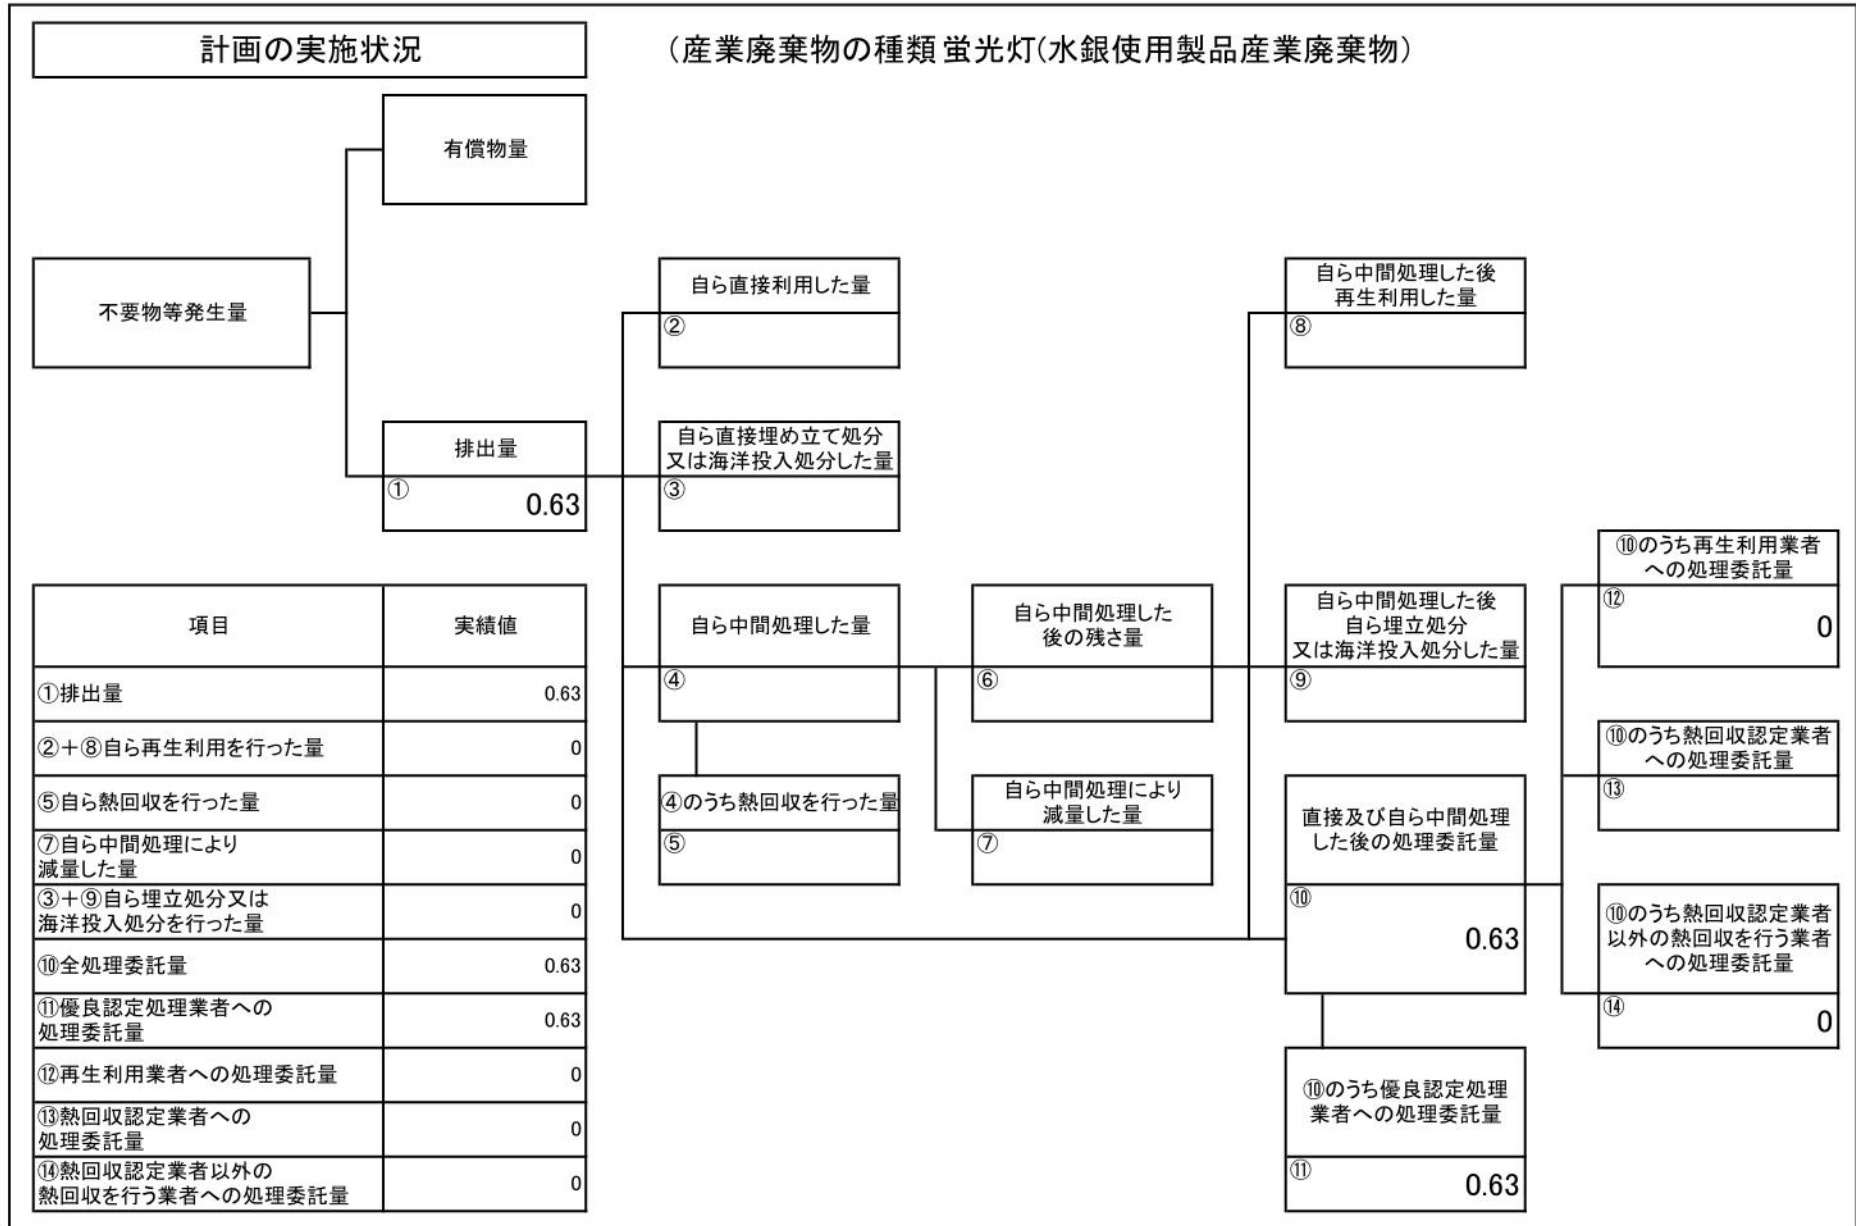 計画の実施状況
(産業廃棄物の種類 蛍光灯(水銀使用製品産業廃棄物)
有償物量
不要物等発生量
自ら直接利用した量
②
自ら中間処理した後
再生利用した量
⑧
排出量
①
0.63
自ら直接埋め立て処分
又は海洋投入処分した量
③
⑩のうち再生利用業者
への処理委託量
⑫
0
自ら中間処理した量
④
自ら中間処理した
後の残さ量
⑥
自ら中間処理した後
自ら埋立処分
又は海洋投入処分した量
⑨
⑩のうち熱回収認定業者
への処理委託量
⑬
④のうち熱回収を行った量
⑤
自ら中間処理により
減量した量
⑦
直接及び自ら中間処理
した後の処理委託量
⑩
0.63
⑩のうち熱回収認定業者
以外の熱回収を行う業者
への処理委託量
⑭
0
⑩のうち優良認定処理
業者への処理委託量
⑪
0.63
項目 実績値
①排出量 0.63
②+⑧自ら再生利用を行った量 0
⑤自ら熱回収を行った量 0
⑦自ら中間処理により
減量した量 0
③+⑨自ら埋立処分又は
海洋投入処分を行った量 0
⑩全処理委託量 0.63
⑪優良認定処理業者への
処理委託量 0.63
⑫再生利用業者への処理委託量 0
⑬熱回収認定業者への
処理委託量 0
⑭熱回収認定業者以外の
熱回収を行う業者への処理委託量 0